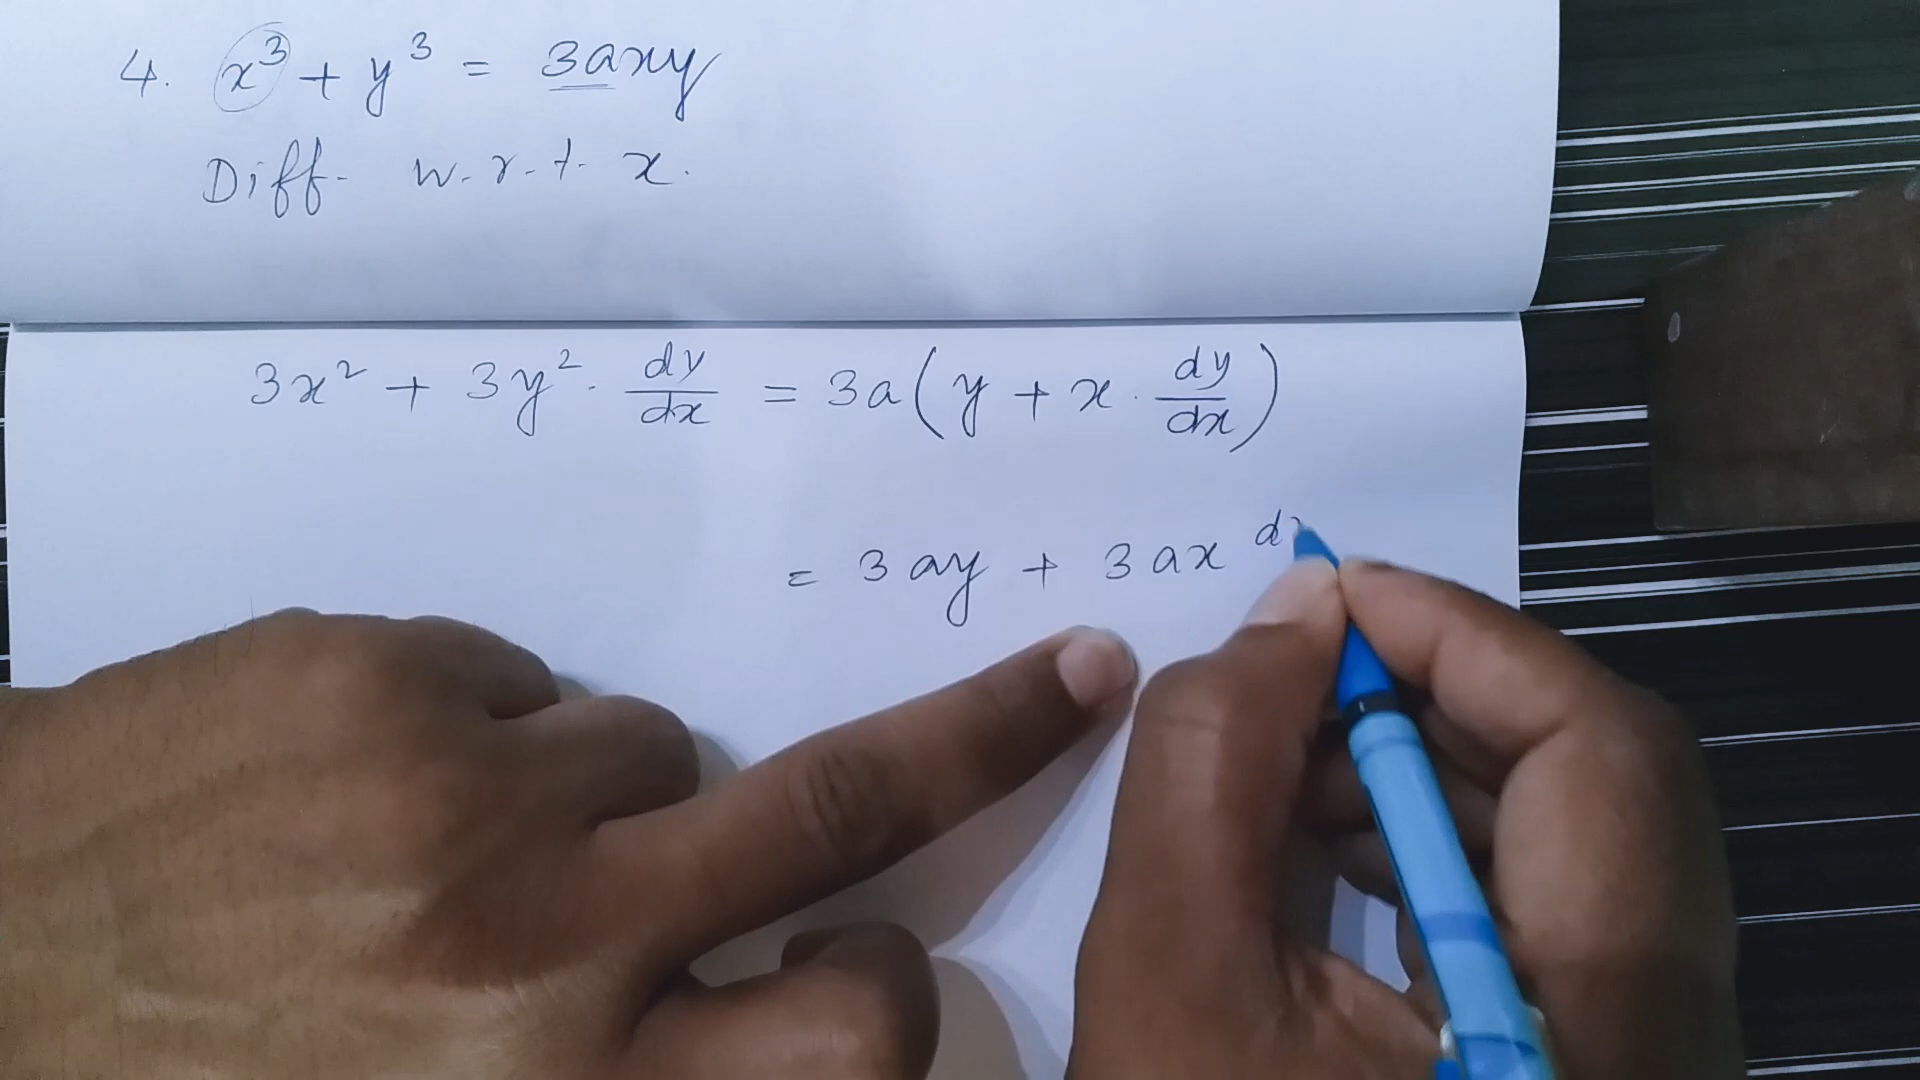 4. x³ + y³ = 3axy
Diff. w.r.t. x.
3x² + 3y² · dy/dx = 3a(y + x · dy/dx)
= 3ay + 3ax d